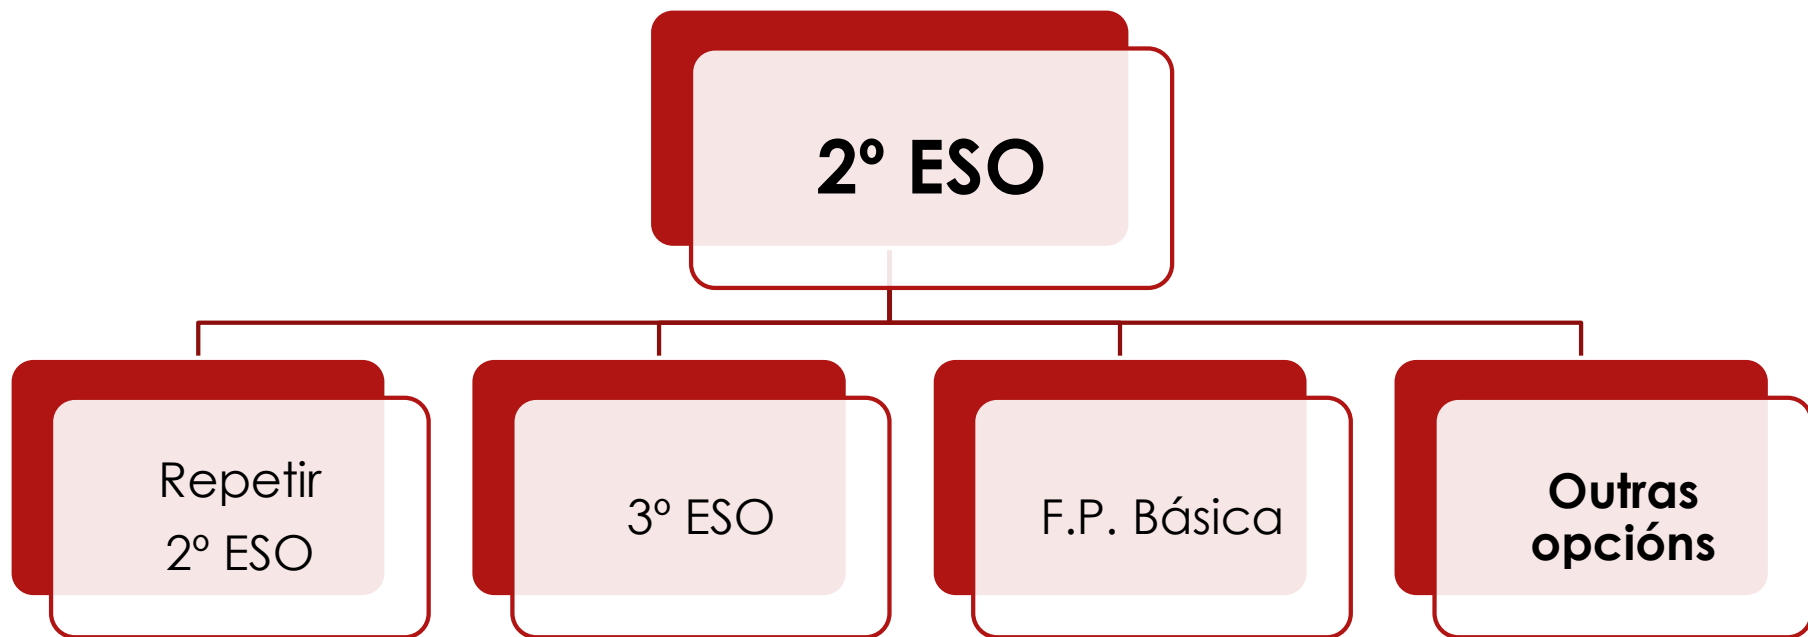 2º ESO
Repetir
2º ESO
3º ESO
F.P. Básica
Outras
opcións